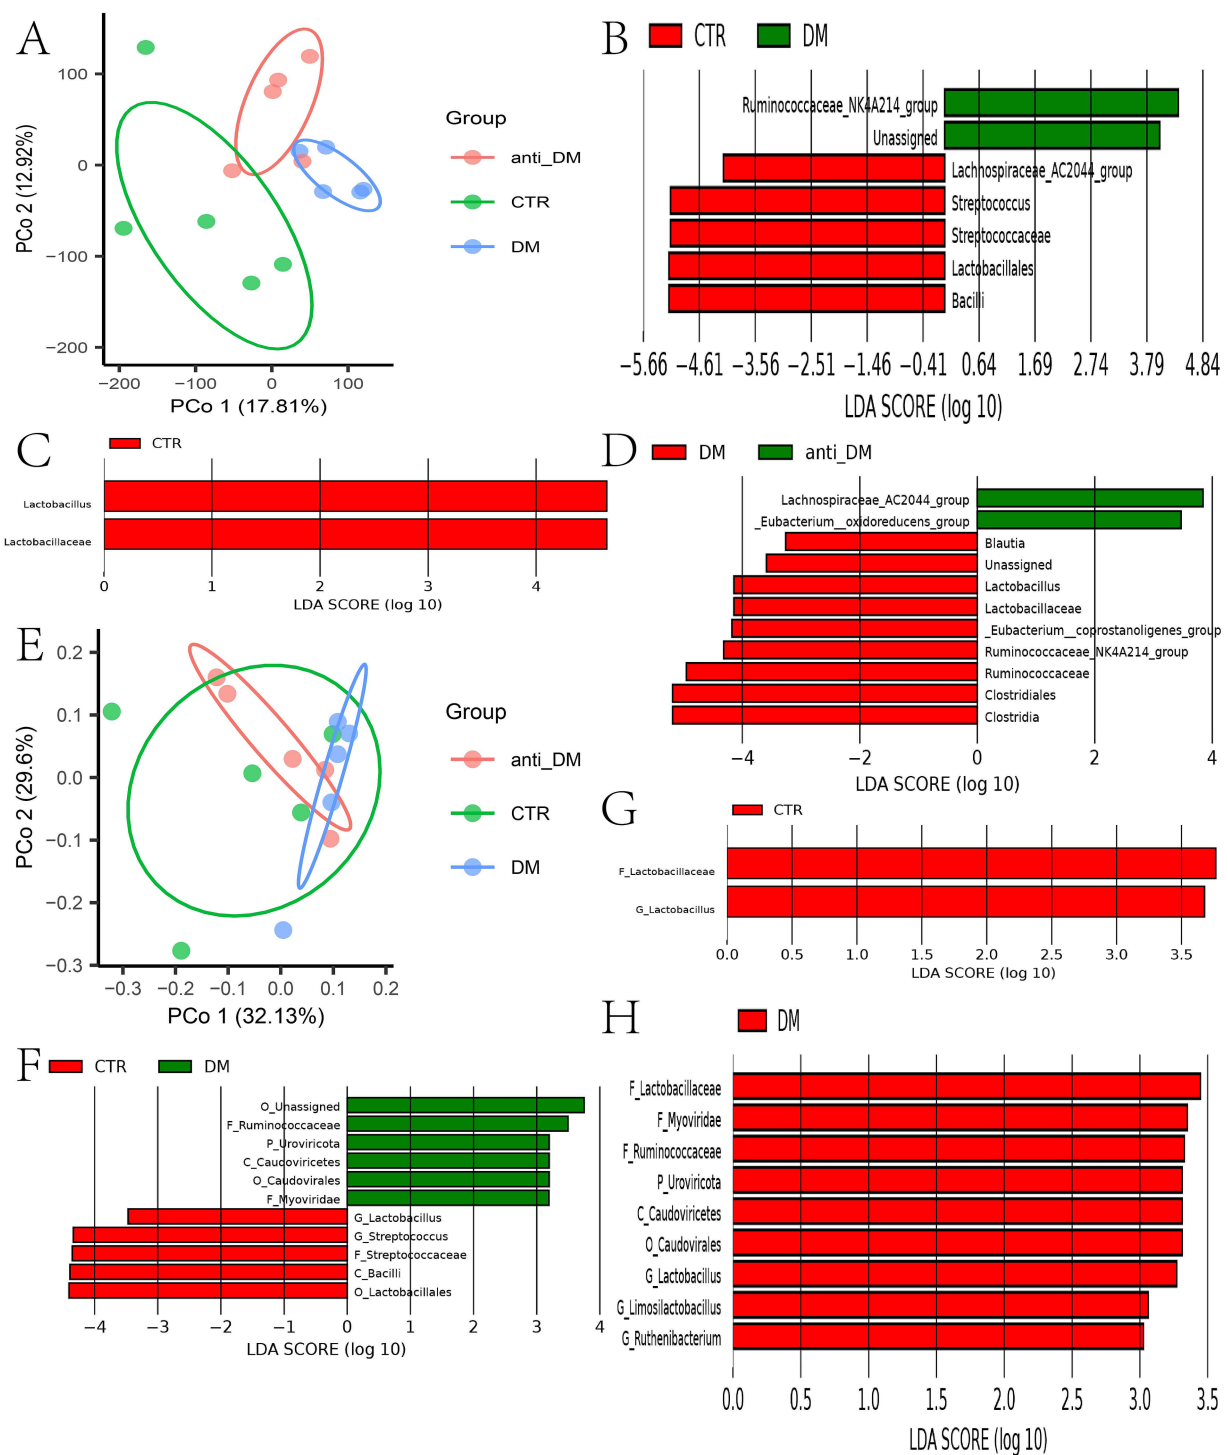 A
100
0
−100
−200
−200
−100
0
100
PCo 2 (12.92%)
PCo 1 (17.81%)
Group
anti_DM
CTR
DM
B
CTR
DM
Ruminococcaceae_NK4A214_group
Unassigned
Lachnospiraceae_AC2044_group
Streptococcus
Streptococcaceae
Lactobacillales
Bacilli
−5.66 −4.61 −3.56 −2.51 −1.46 −0.41 0.64 1.69 2.74 3.79 4.84
LDA SCORE (log 10)
C
CTR
Lactobacillus
Lactobacillaceae
0 1 2 3 4
LDA SCORE (log 10)
D
DM
anti_DM
Lachnospiraceae_AC2044_group
_Eubacterium__oxidoreducens_group
Blautia
Unassigned
Lactobacillus
Lactobacillaceae
_Eubacterium__coprostanoligenes_group
Ruminococcaceae_NK4A214_group
Ruminococcaceae
Clostridiales
Clostridia
−4 −2 0 2 4
LDA SCORE (log 10)
E
0.2
0.1
0.0
−0.1
−0.2
−0.3
−0.3 −0.2 −0.1 0.0 0.1 0.2
PCo 2 (29.6%)
PCo 1 (32.13%)
Group
anti_DM
CTR
DM
G
CTR
F_Lactobacillaceae
G_Lactobacillus
0.0 0.5 1.0 1.5 2.0 2.5 3.0 3.5
LDA SCORE (log 10)
F
CTR
DM
O_Unassigned
F_Ruminococcaceae
P_Uroviricota
C_Caudoviricetes
O_Caudovirales
F_Myoviridae
G_Lactobacillus
G_Streptococcus
F_Streptococcaceae
C_Bacilli
O_Lactobacillales
−4 −3 −2 −1 0 1 2 3 4
LDA SCORE (log 10)
H
DM
F_Lactobacillaceae
F_Myoviridae
F_Ruminococcaceae
P_Uroviricota
C_Caudoviricetes
O_Caudovirales
G_Lactobacillus
G_Limosilactobacillus
G_Ruthenibacterium
0.0 0.5 1.0 1.5 2.0 2.5 3.0 3.5
LDA SCORE (log 10)